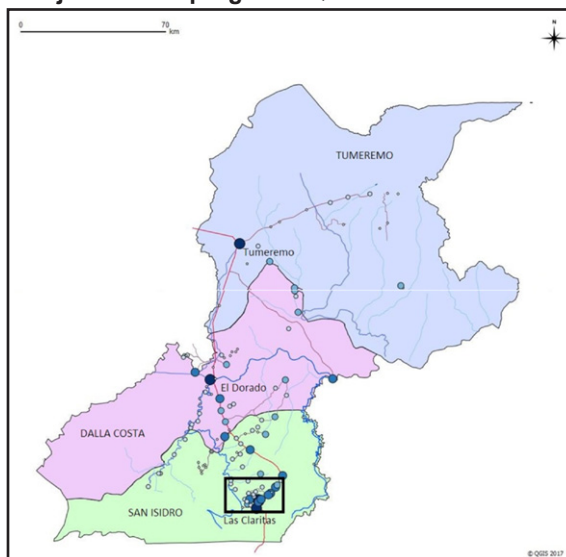 0
70
km
N
TUMEREMO
Tumeremo
El Dorado
DALLA COSTA
SAN ISIDRO
Las Claritas
© QGIS 2017